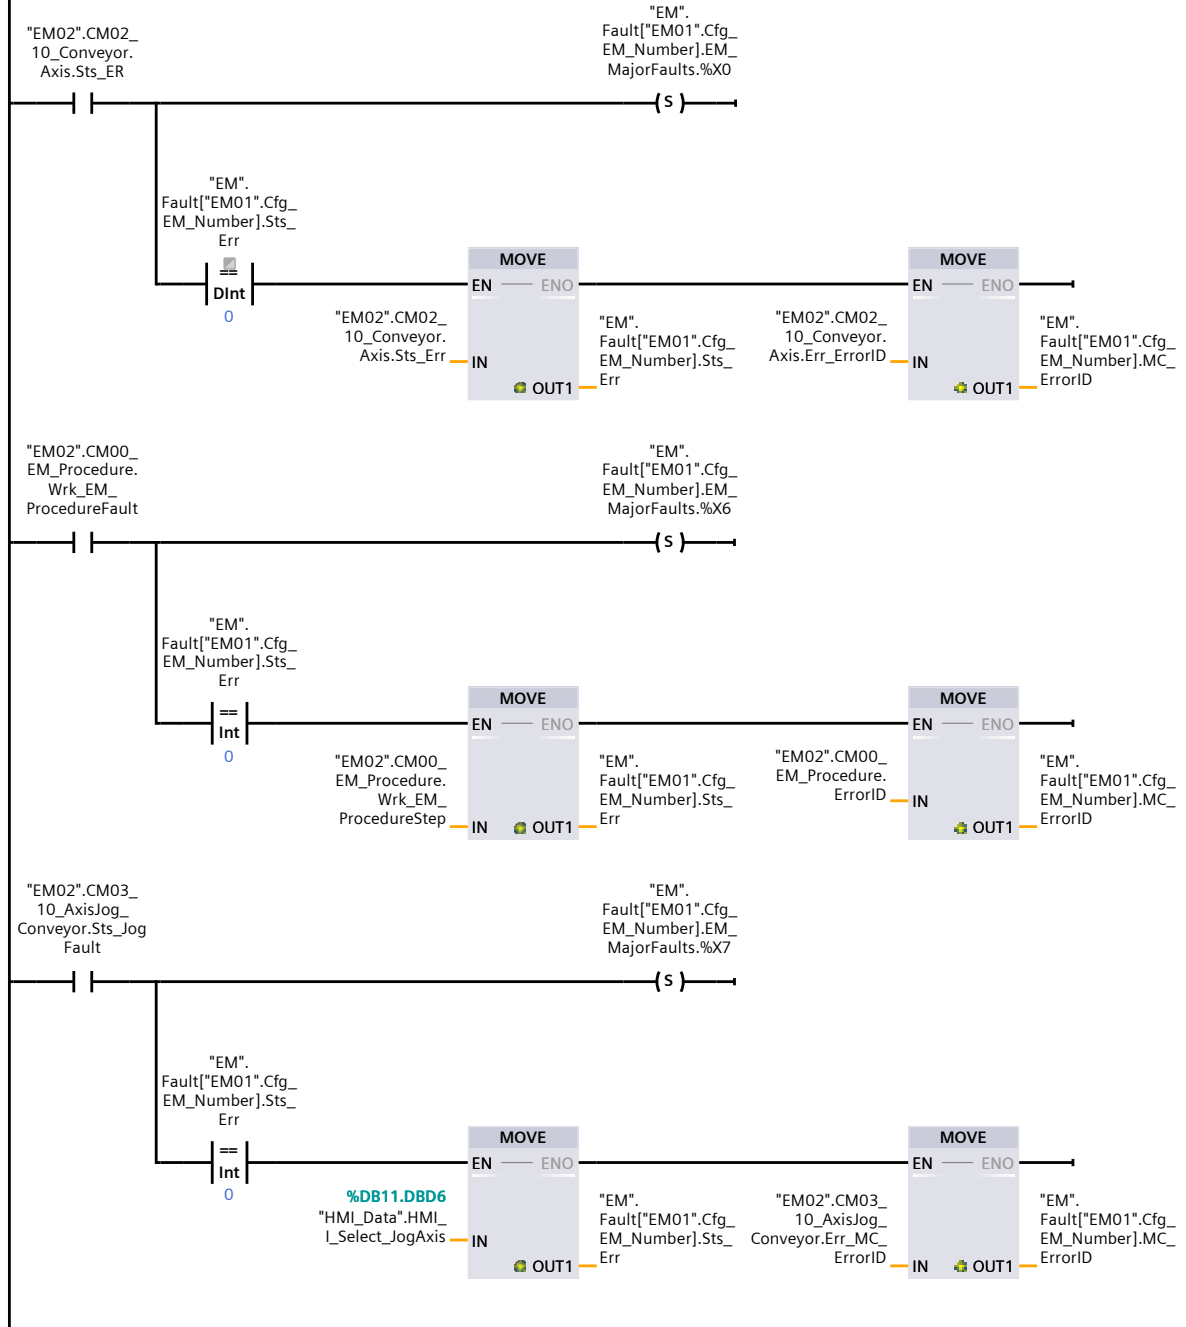 "EM02".CM02_
10_Conveyor.
Axis.Sts_ER
"EM".
Fault["EM01".Cfg_
EM_Number].EM_
MajorFaults.%X0
S
"EM".
Fault["EM01".Cfg_
EM_Number].Sts_
Err
==
DInt
0
MOVE
EN
ENO
"EM02".CM02_
10_Conveyor.
Axis.Sts_Err
IN
OUT1
"EM".
Fault["EM01".Cfg_
EM_Number].Sts_
Err
MOVE
EN
ENO
"EM02".CM02_
10_Conveyor.
Axis.Err_ErrorID
IN
OUT1
"EM".
Fault["EM01".Cfg_
EM_Number].MC_
ErrorID
"EM02".CM00_
EM_Procedure.
Wrk_EM_
ProcedureFault
"EM".
Fault["EM01".Cfg_
EM_Number].EM_
MajorFaults.%X6
S
"EM".
Fault["EM01".Cfg_
EM_Number].Sts_
Err
==
Int
0
MOVE
EN
ENO
"EM02".CM00_
EM_Procedure.
Wrk_EM_
ProcedureStep
IN
OUT1
"EM".
Fault["EM01".Cfg_
EM_Number].Sts_
Err
MOVE
EN
ENO
"EM02".CM00_
EM_Procedure.
ErrorID
IN
OUT1
"EM".
Fault["EM01".Cfg_
EM_Number].MC_
ErrorID
"EM02".CM03_
10_AxisJog_
Conveyor.Sts_Jog
Fault
"EM".
Fault["EM01".Cfg_
EM_Number].EM_
MajorFaults.%X7
S
"EM".
Fault["EM01".Cfg_
EM_Number].Sts_
Err
==
Int
0
MOVE
EN
ENO
%DB11.DBD6
"HMI_Data".HMI_
I_Select_JogAxis
IN
OUT1
"EM".
Fault["EM01".Cfg_
EM_Number].Sts_
Err
MOVE
EN
ENO
"EM02".CM03_
10_AxisJog_
Conveyor.Err_MC_
ErrorID
IN
OUT1
"EM".
Fault["EM01".Cfg_
EM_Number].MC_
ErrorID